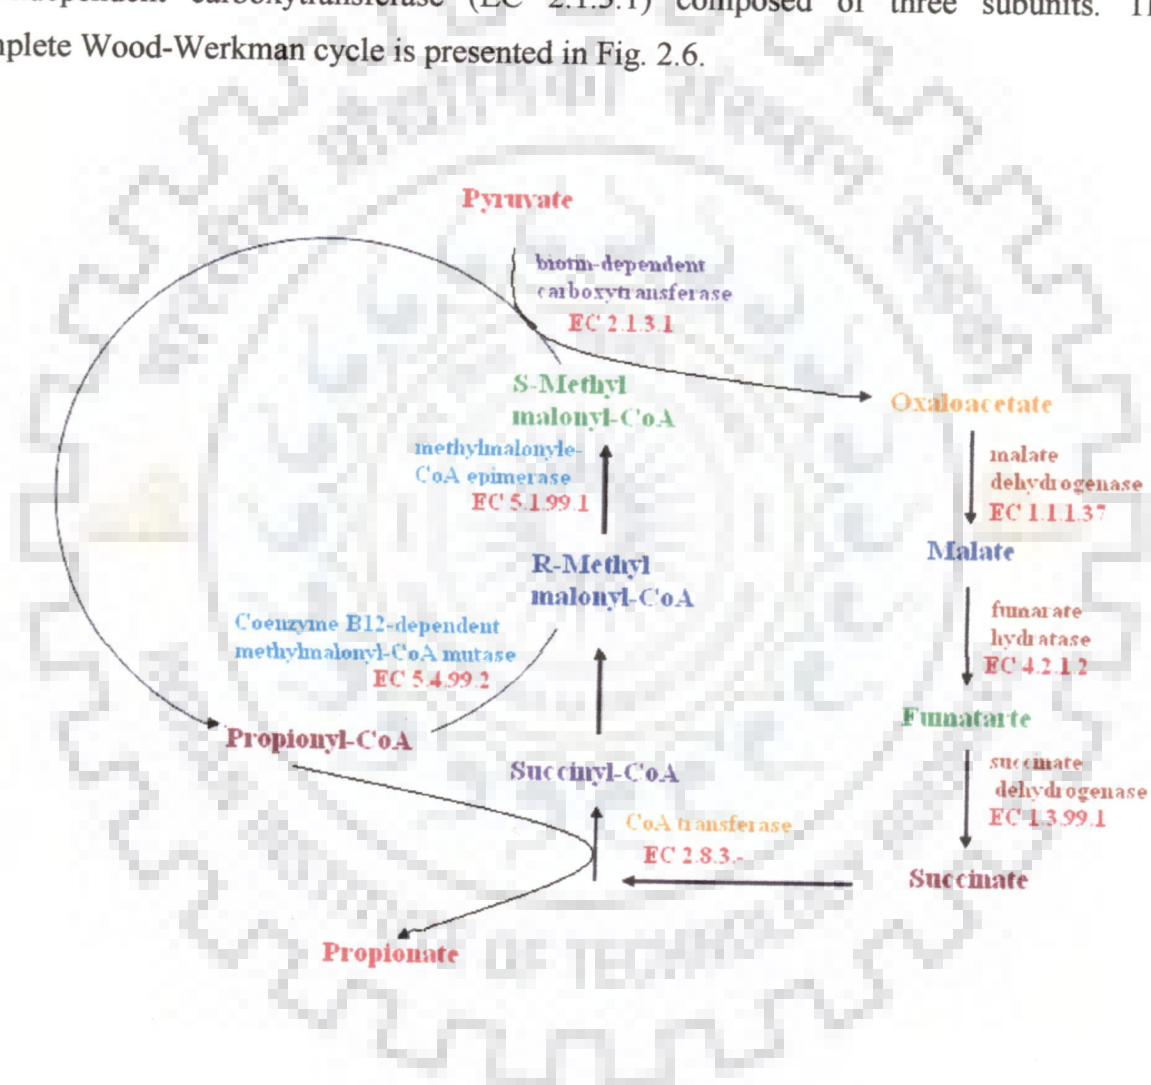 dependent carboxytransferase (EC 2.1.3.1) composed of three subunits.
Wood-Werkman cycle is presented in Fig. 2.6.
Pyruvate
biotin-dependent
carboxytransferase
EC 2.1.3.1
S-Methyl
malonyl-CoA
Oxaloacetate
methylmalonyle-
CoA epimerase
EC 5.1.99.1
malate
dehydrogenase
EC 1.1.1.37
Malate
R-Methyl
malonyl-CoA
Coenzyme B12-dependent
methylmalonyl-CoA mutase
EC 5.4.99.2
fumarate
hydratase
EC 4.2.1.2
Fumatarte
Propionyl-CoA
Succinyl-CoA
succinate
dehydrogenase
EC 1.3.99.1
CoA transferase
EC 2.8.3.-
Succinate
Propionate
OF TECHNOLOGY